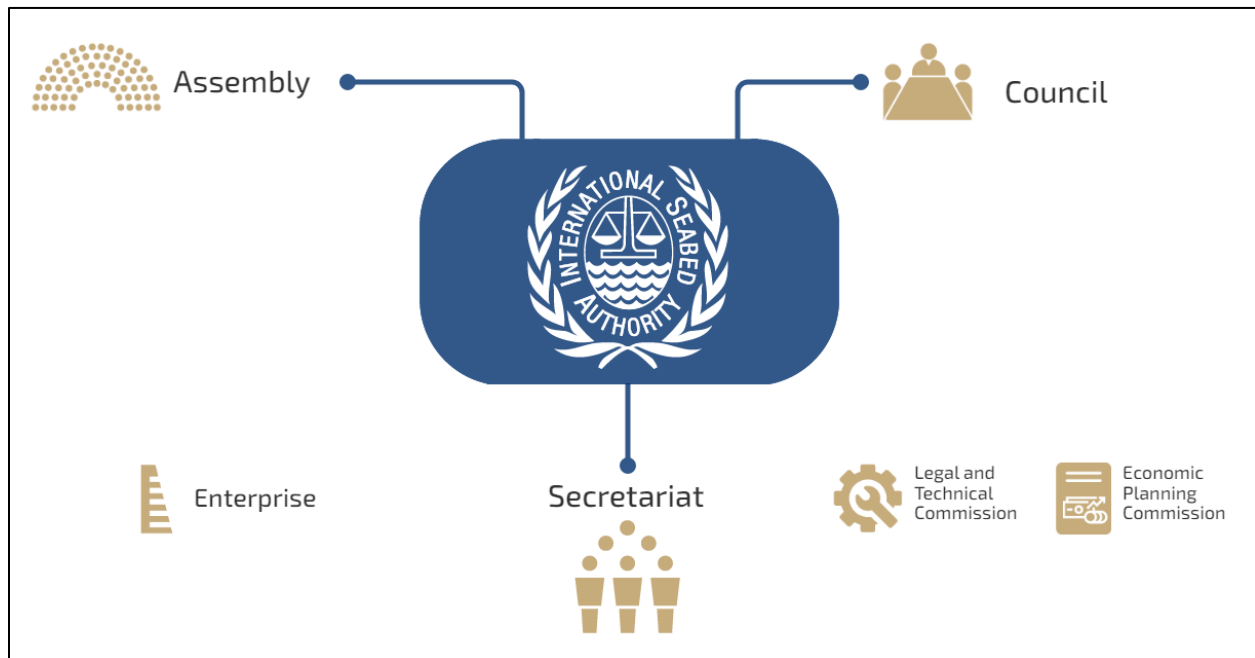 Assembly
Council
INTERNATIONAL SEABED
AUTHORITY
Enterprise
Secretariat
Legal and
Technical
Commission
Economic
Planning
Commission